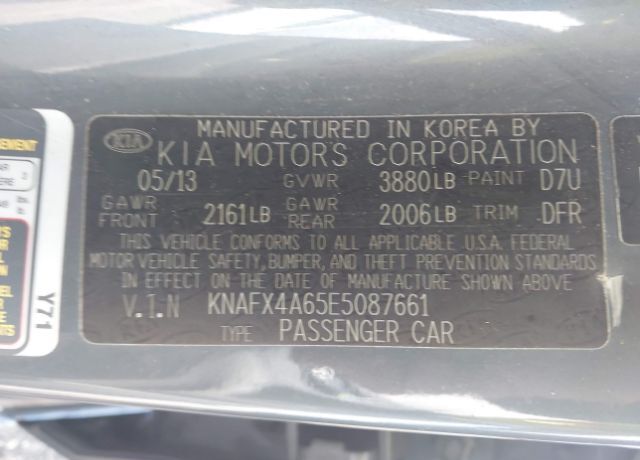 MANUFACTURED IN KOREA BY
KIA KIA MOTORS CORPORATION
05/13 GVWR 3880LB PAINT D7U
GAWR FRONT 2161LB GAWR REAR 2006LB TRIM DFR
THIS VEHICLE CONFORMS TO ALL APPLICABLE U.S.A. FEDERAL
MOTOR VEHICLE SAFETY, BUMPER, AND THEFT PREVENTION STANDARDS
IN EFFECT ON THE DATE OF MANUFACTURE SHOWN ABOVE
V.I.N KNAFX4A65E5087661
TYPE PASSENGER CAR
Y71